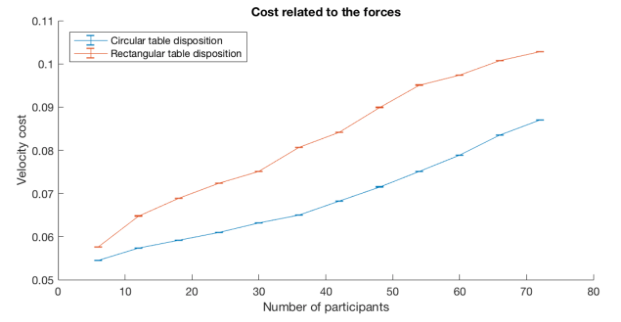 Cost related to the forces
0.11
0.1
0.09
0.08
0.07
0.06
0.05
Velocity cost
Circular table disposition
Rectangular table disposition
0 10 20 30 40 50 60 70 80
Number of participants